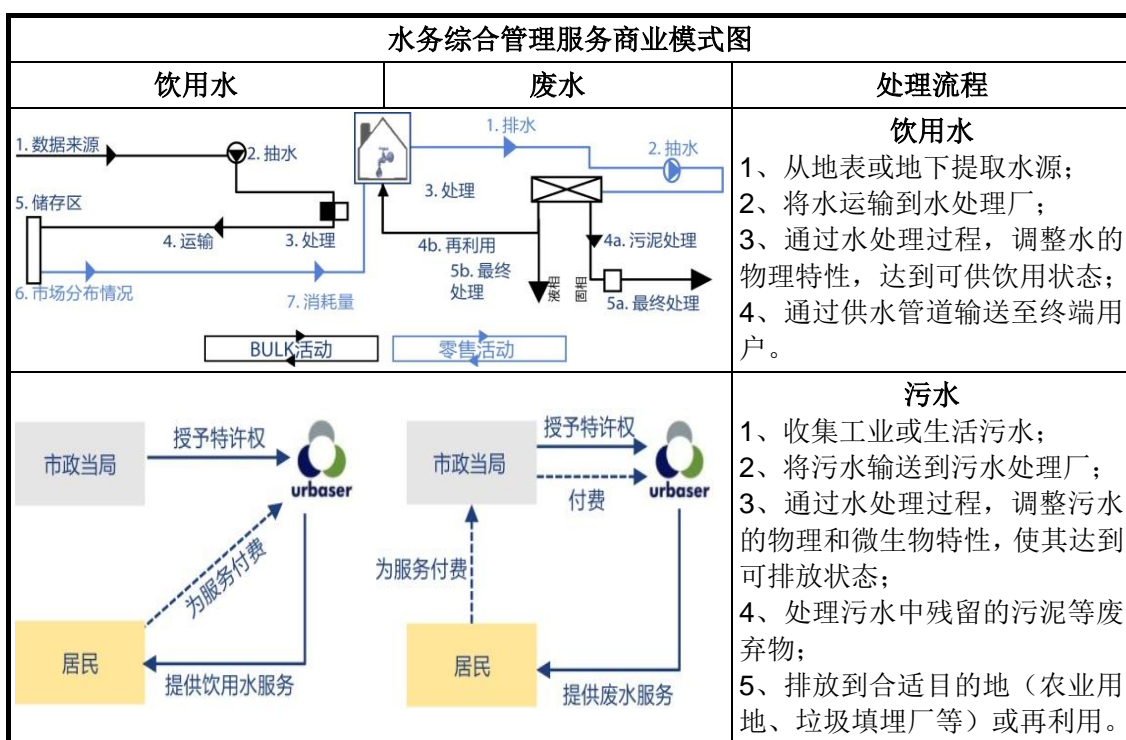 水务综合管理服务商业模式图
饮用水
废水
处理流程
1. 数据来源
2. 抽水
5. 储存区
4. 运输
3. 处理
6. 市场分布情况
7. 消耗量
1. 排水
2. 抽水
3. 处理
4b. 再利用
4a. 污泥处理
5b. 最终
处理
液相
固相
5a. 最终处理
BULK活动
零售活动
饮用水
1、从地表或地下提取水源；
2、将水运输到水处理厂；
3、通过水处理过程，调整水的
物理特性，达到可供饮用状态；
4、通过供水管道输送至终端用
户。
市政当局
授予特许权
urbaser
为服务付费
居民
提供饮用水服务
市政当局
授予特许权
付费
urbaser
为服务付费
居民
提供废水服务
污水
1、收集工业或生活污水；
2、将污水输送到污水处理厂；
3、通过水处理过程，调整污水
的物理和微生物特性，使其达到
可排放状态；
4、处理污水中残留的污泥等废
弃物；
5、排放到合适目的地（农业用
地、垃圾填埋厂等）或再利用。